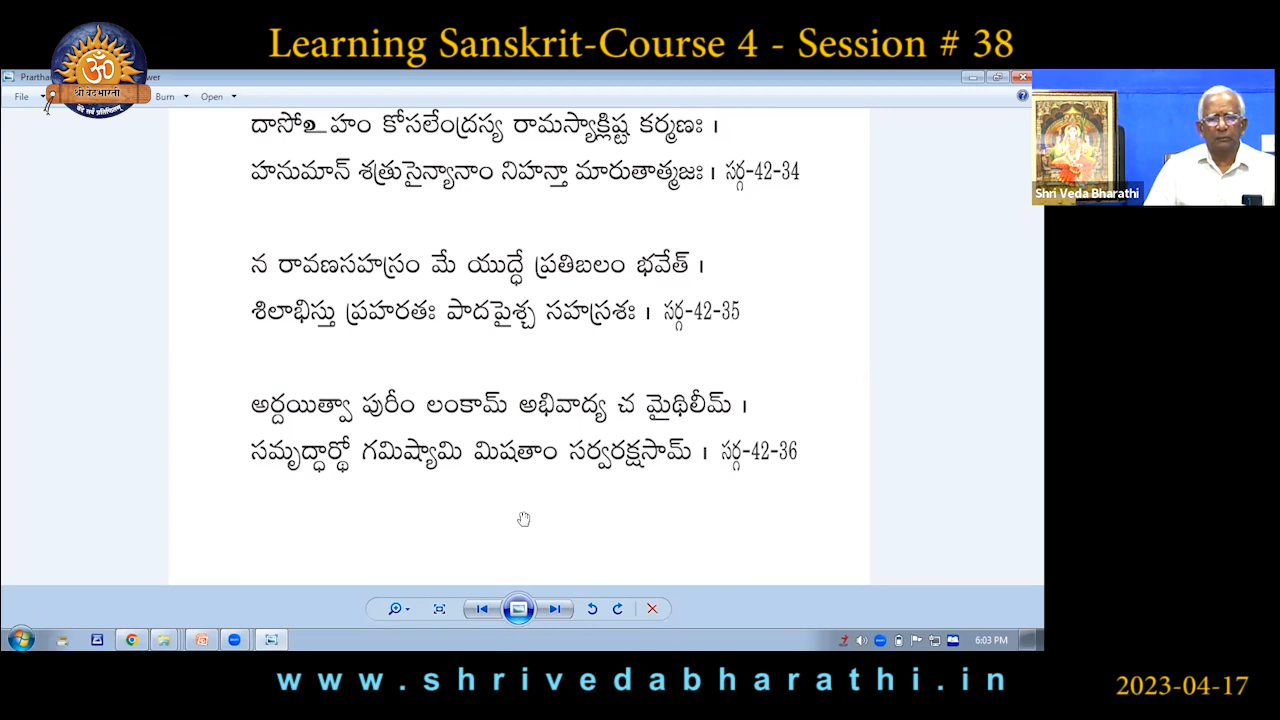 Learning Sanskrit-Course 4 - Session # 38
श्रीवेदभारती
File
Burn
Open
దాసోఽహం కోసలేంద్రస్య రామస్యాక్లిష్ట కర్మణః ।
హనుమాన్ శత్రుసైన్యానాం నిహన్తా మారుతాత్మజః । సర్గ-42-34
Shri Veda Bharathi
న రావణసహస్రం మే యుద్ధే ప్రతిబలం భవేత్ ।
శిలాభిస్తు ప్రహరతః పాదపైశ్చ సహస్రశః । సర్గ-42-35
అర్దయిత్వా పురీం లంకామ్ అభివాద్య చ మైథిలీమ్ ।
సమృద్ధార్థో గమిష్యామి మిషతాం సర్వరక్షసామ్ । సర్గ-42-36
6:03 PM
www.shrivedabharathi.in
2023-04-17